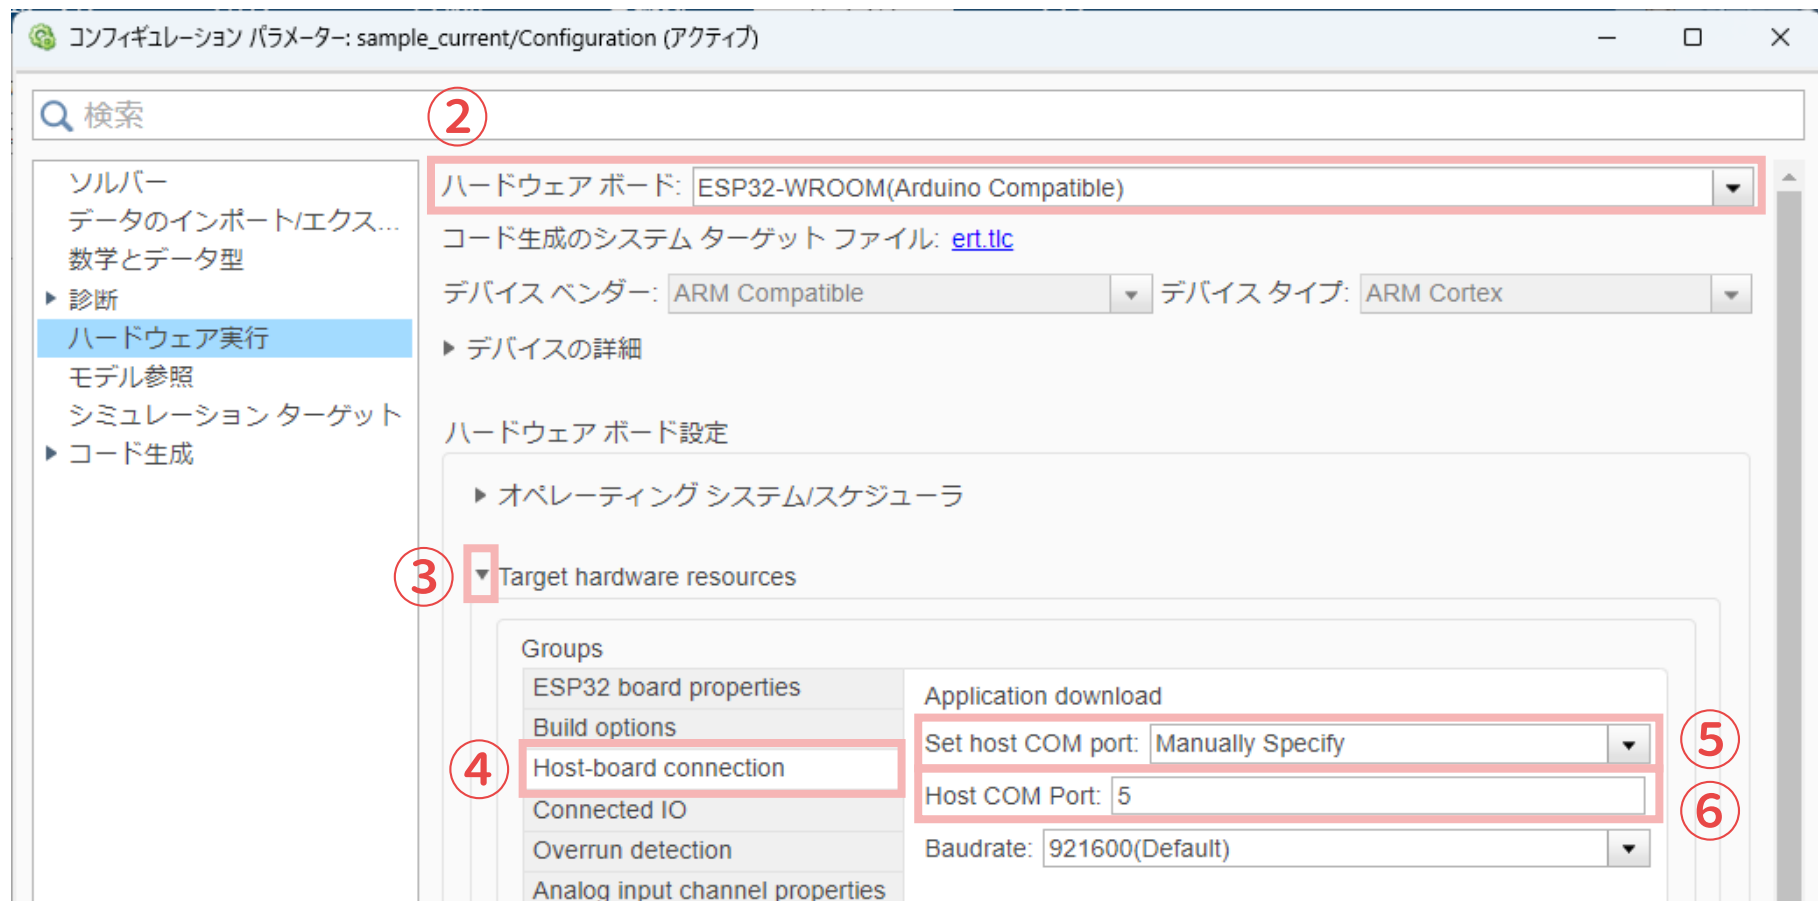 コンフィギュレーション パラメーター: sample_current/Configuration (アクティブ)
検索
②
ソルバー
データのインポート/エクス...
数学とデータ型
診断
ハードウェア実行
モデル参照
シミュレーション ターゲット
コード生成
ハードウェア ボード: ESP32-WROOM(Arduino Compatible)
コード生成のシステム ターゲット ファイル: ert.tlc
デバイス ベンダー: ARM Compatible デバイス タイプ: ARM Cortex
デバイスの詳細
ハードウェア ボード設定
オペレーティング システム/スケジューラ
③ Target hardware resources
Groups
ESP32 board properties
Build options
④ Host-board connection
Connected IO
Overrun detection
Analog input channel properties
Application download
Set host COM port: Manually Specify ⑤
Host COM Port: 5 ⑥
Baudrate: 921600(Default)